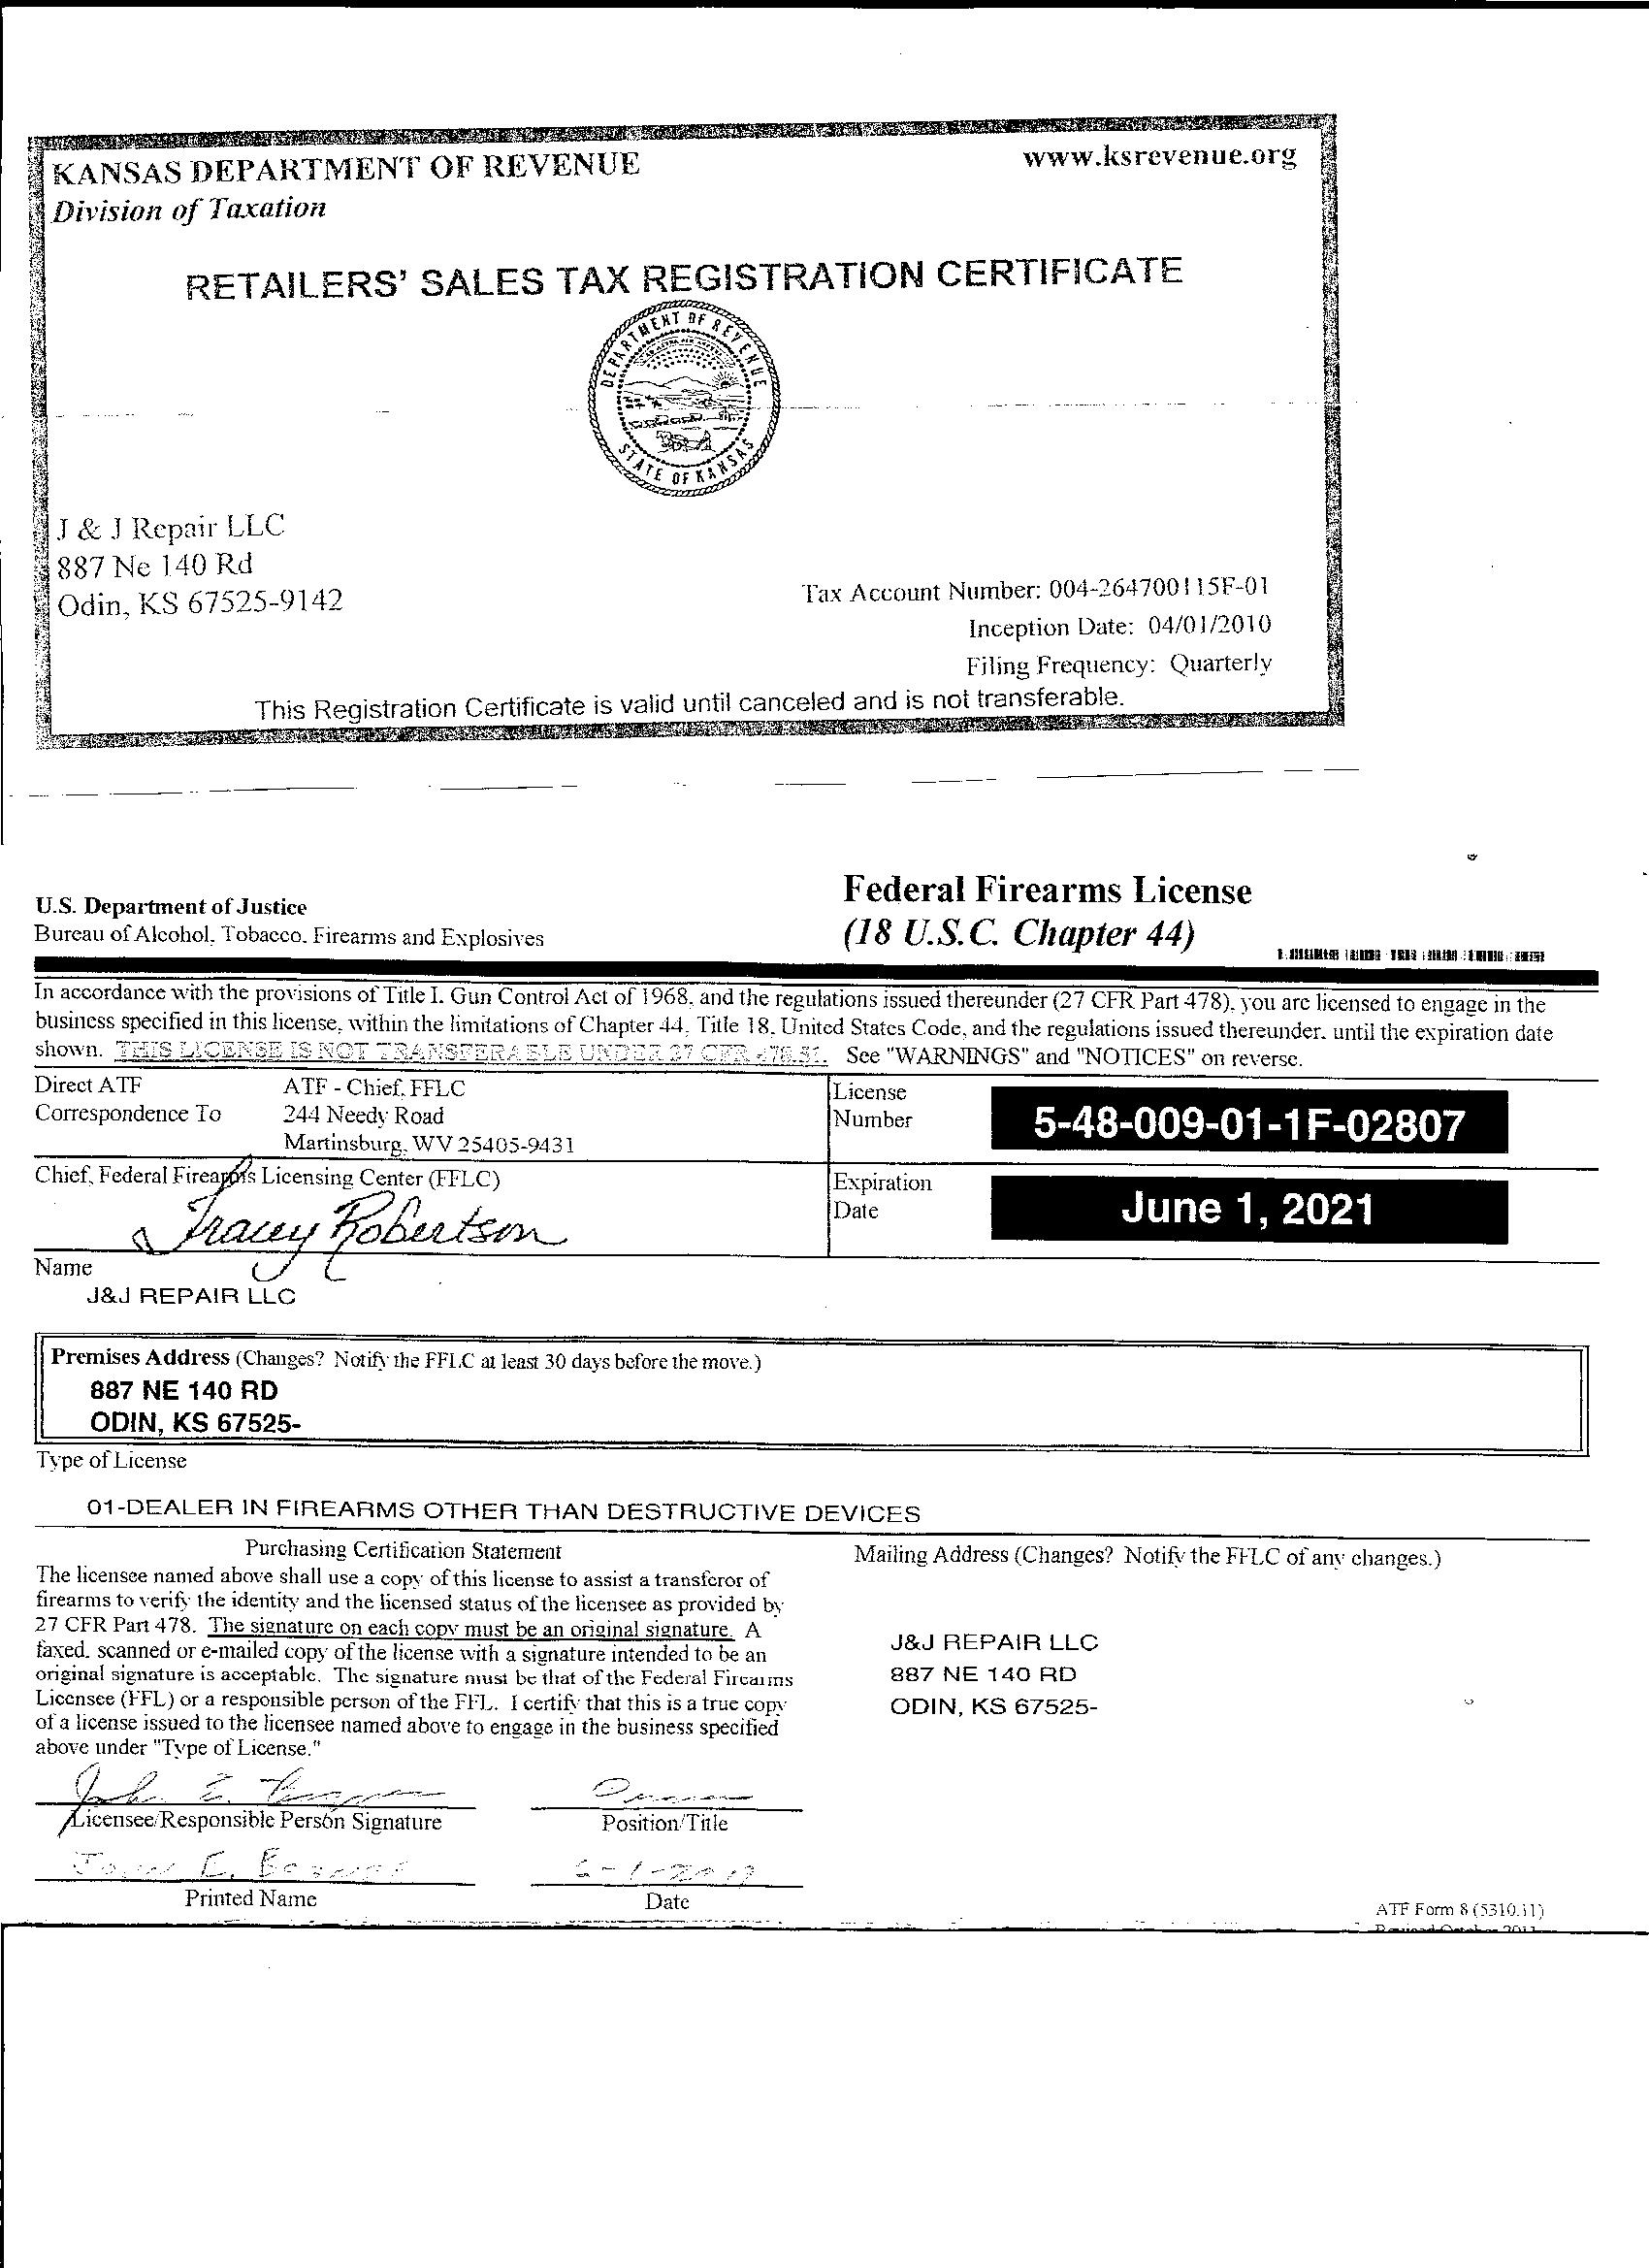 KANSAS DEPARTMENT OF REVENUE
www.ksrevenue.org
Division of Taxation
RETAILERS' SALES TAX REGISTRATION CERTIFICATE
DEPARTMENT OF REVENUE
STATE OF KANSAS
J & J Repair LLC
887 Ne 140 Rd
Odin, KS 67525-9142
Tax Account Number: 004-264700115F-01
Inception Date: 04/01/2010
Filing Frequency: Quarterly
This Registration Certificate is valid until canceled and is not transferable.
U.S. Department of Justice
Bureau of Alcohol, Tobacco, Firearms and Explosives
Federal Firearms License
(18 U.S.C. Chapter 44)
In accordance with the provisions of Title I, Gun Control Act of 1968, and the regulations issued thereunder (27 CFR Part 478), you are licensed to engage in the
business specified in this license, within the limitations of Chapter 44, Title 18, United States Code, and the regulations issued thereunder, until the expiration date
shown. THIS LICENSE IS NOT TRANSFERABLE UNDER 27 CFR 478.51. See "WARNINGS" and "NOTICES" on reverse.
Direct ATF
Correspondence To
ATF - Chief, FFLC
244 Needy Road
Martinsburg, WV 25405-9431
License
Number
5-48-009-01-1F-02807
Chief, Federal Firearms Licensing Center (FFLC)
Tracey Robertson
Expiration
Date
June 1, 2021
Name
J&J REPAIR LLC
Premises Address (Changes? Notify the FFLC at least 30 days before the move.)
887 NE 140 RD
ODIN, KS 67525-
Type of License
01-DEALER IN FIREARMS OTHER THAN DESTRUCTIVE DEVICES
Purchasing Certification Statement
The licensee named above shall use a copy of this license to assist a transferor of
firearms to verify the identity and the licensed status of the licensee as provided by
27 CFR Part 478. The signature on each copy must be an original signature. A
faxed, scanned or e-mailed copy of the license with a signature intended to be an
original signature is acceptable. The signature must be that of the Federal Firearms
Licensee (FFL) or a responsible person of the FFL. I certify that this is a true copy
of a license issued to the licensee named above to engage in the business specified
above under "Type of License."
Mailing Address (Changes? Notify the FFLC of any changes.)
J&J REPAIR LLC
887 NE 140 RD
ODIN, KS 67525-
John E.
Licensee/Responsible Person Signature
Position/Title
John E.
Printed Name
Date
ATF Form 8 (5310.11)
Revised October 2011